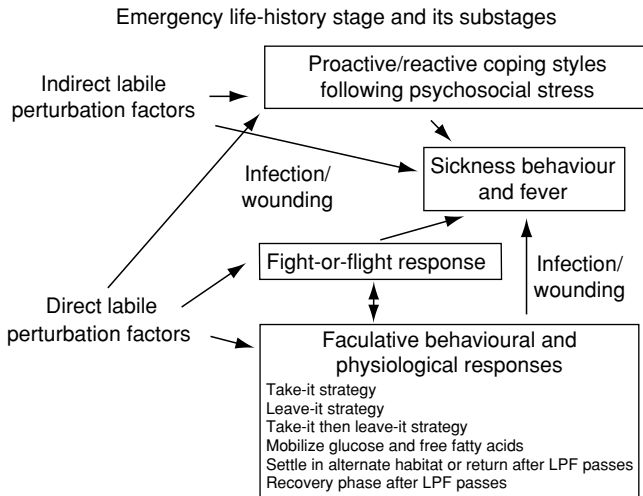 Emergency life-history stage and its substages
Proactive/reactive coping styles
following psychosocial stress
Indirect labile
perturbation factors
Infection/
wounding
Sickness behaviour
and fever
Fight-or-flight response
Infection/
wounding
Direct labile
perturbation factors
Faculative behavioural and
physiological responses
Take-it strategy
Leave-it strategy
Take-it then leave-it strategy
Mobilize glucose and free fatty acids
Settle in alternate habitat or return after LPF passes
Recovery phase after LPF passes